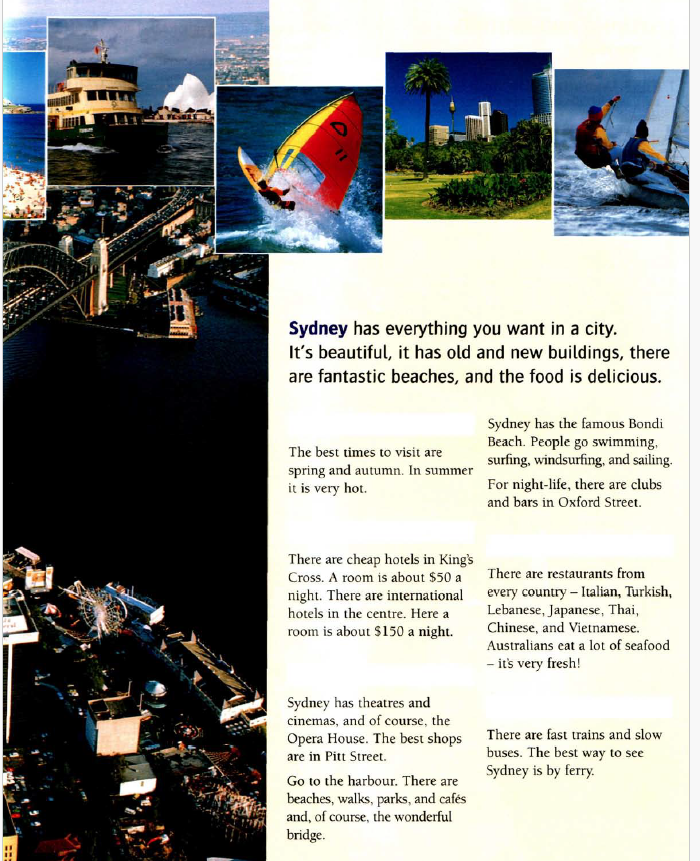 Sydney has everything you want in a city.
It's beautiful, it has old and new buildings, there
are fantastic beaches, and the food is delicious.
The best times to visit are
spring and autumn. In summer
it is very hot.
There are cheap hotels in King's
Cross. A room is about $50 a
night. There are international
hotels in the centre. Here a
room is about $150 a night.
Sydney has theatres and
cinemas, and of course, the
Opera House. The best shops
are in Pitt Street.
Go to the harbour. There are
beaches, walks, parks, and cafés
and, of course, the wonderful
bridge.
Sydney has the famous Bondi
Beach. People go swimming,
surfing, windsurfing, and sailing.
For night-life, there are clubs
and bars in Oxford Street.
There are restaurants from
every country – Italian, Turkish,
Lebanese, Japanese, Thai,
Chinese, and Vietnamese.
Australians eat a lot of seafood
– it's very fresh!
There are fast trains and slow
buses. The best way to see
Sydney is by ferry.